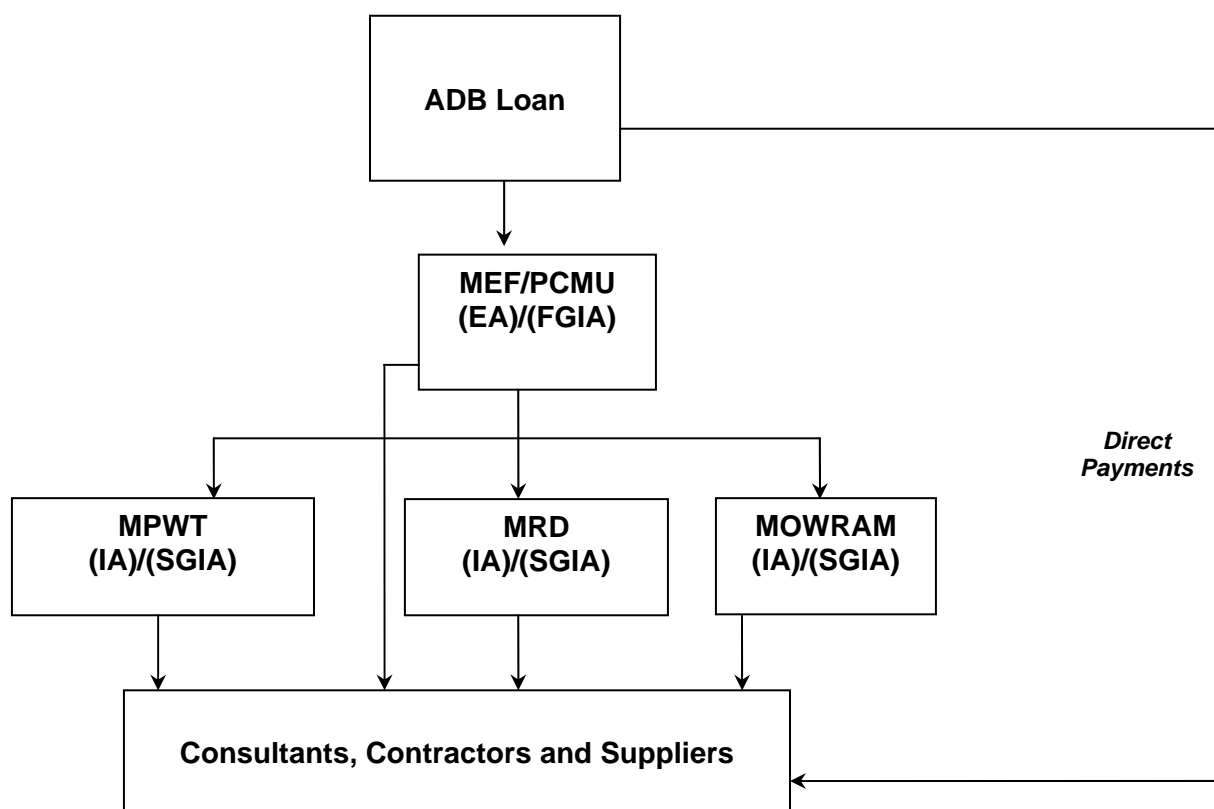 ADB Loan
MEF/PCMU
(EA)/(FGIA)
Direct
Payments
MPWT
(IA)/(SGIA)
MRD
(IA)/(SGIA)
MOWRAM
(IA)/(SGIA)
Consultants, Contractors and Suppliers